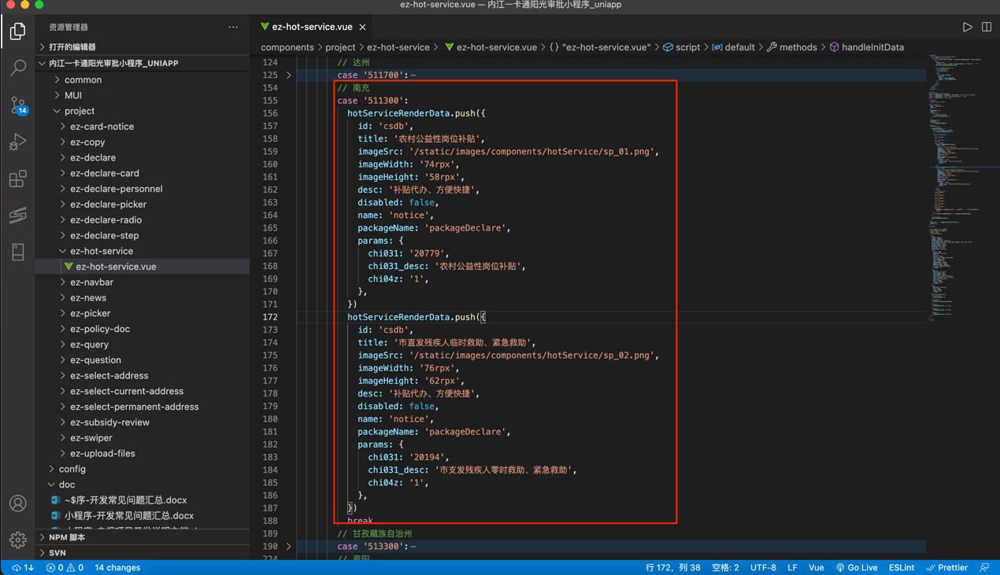 ez-hot-service.vue — 内江一卡通阳光审批小程序_uniapp
资源管理器
打开的编辑器
内江一卡通阳光审批小程序_UNIAPP
common
MUI
project
ez-card-notice
ez-copy
ez-declare
ez-declare-card
ez-declare-personnel
ez-declare-picker
ez-declare-radio
ez-declare-step
ez-hot-service
ez-hot-service.vue
ez-navbar
ez-news
ez-picker
ez-policy-doc
ez-query
ez-question
ez-select-address
ez-select-current-address
ez-select-permanent-address
ez-subsidy-review
ez-swiper
ez-upload-files
config
doc
~$序-开发常见问题汇总.docx
小程序-开发常见问题汇总.docx
NPM 脚本
SVN
14
ez-hot-service.vue
components > project > ez-hot-service > ez-hot-service.vue > {} "ez-hot-service.vue" > script > default > methods > handleInitData
124 // 达州
125 case '511700':⋯
154 // 南充
155 case '511300':
156 hotServiceRenderData.push({
157 id: 'csdb',
158 title: '农村公益性岗位补贴',
159 imageSrc: '/static/images/components/hotService/sp_01.png',
160 imageWidth: '74rpx',
161 imageHeight: '58rpx',
162 desc: '补贴代办、方便快捷',
163 disabled: false,
164 name: 'notice',
165 packageName: 'packageDeclare',
166 params: {
167 chi031: '20779',
168 chi031_desc: '农村公益性岗位补贴',
169 chi04z: '1',
170 },
171 })
172 hotServiceRenderData.push({
173 id: 'csdb',
174 title: '市直发残疾人临时救助、紧急救助',
175 imageSrc: '/static/images/components/hotService/sp_02.png',
176 imageWidth: '76rpx',
177 imageHeight: '62rpx',
178 desc: '补贴代办、方便快捷',
179 disabled: false,
180 name: 'notice',
181 packageName: 'packageDeclare',
182 params: {
183 chi031: '20194',
184 chi031_desc: '市支发残疾人零时救助、紧急救助',
185 chi04z: '1',
186 },
187 })
188 break
189 // 甘孜藏族自治州
190 case '513300':⋯
224 // 资阳
1↓ 0 0 14 changes
行 172，列 38 空格: 2 UTF-8 LF Vue Go Live ESLint Prettier